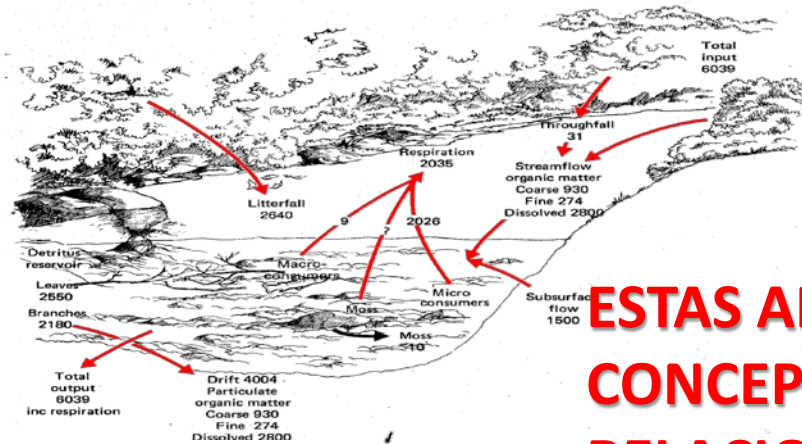 Total
input
6039
Throughfall
31
Respiration
2035
Streamflow
organic matter
Coarse 930
Fine 274
Dissolved 2800
Litterfall
2640
9
?
2026
Detritus
reservoir
Leaves
2550
Branches
2180
Macro-
consumers
Moss
Micro
consumers
Subsurfac
flow
1500
Moss
10
Total
output
6039
inc respiration
Drift 4004
Particulate
organic matter
Coarse 930
Fine 274
Dissolved 2800
ESTAS
CONCEP